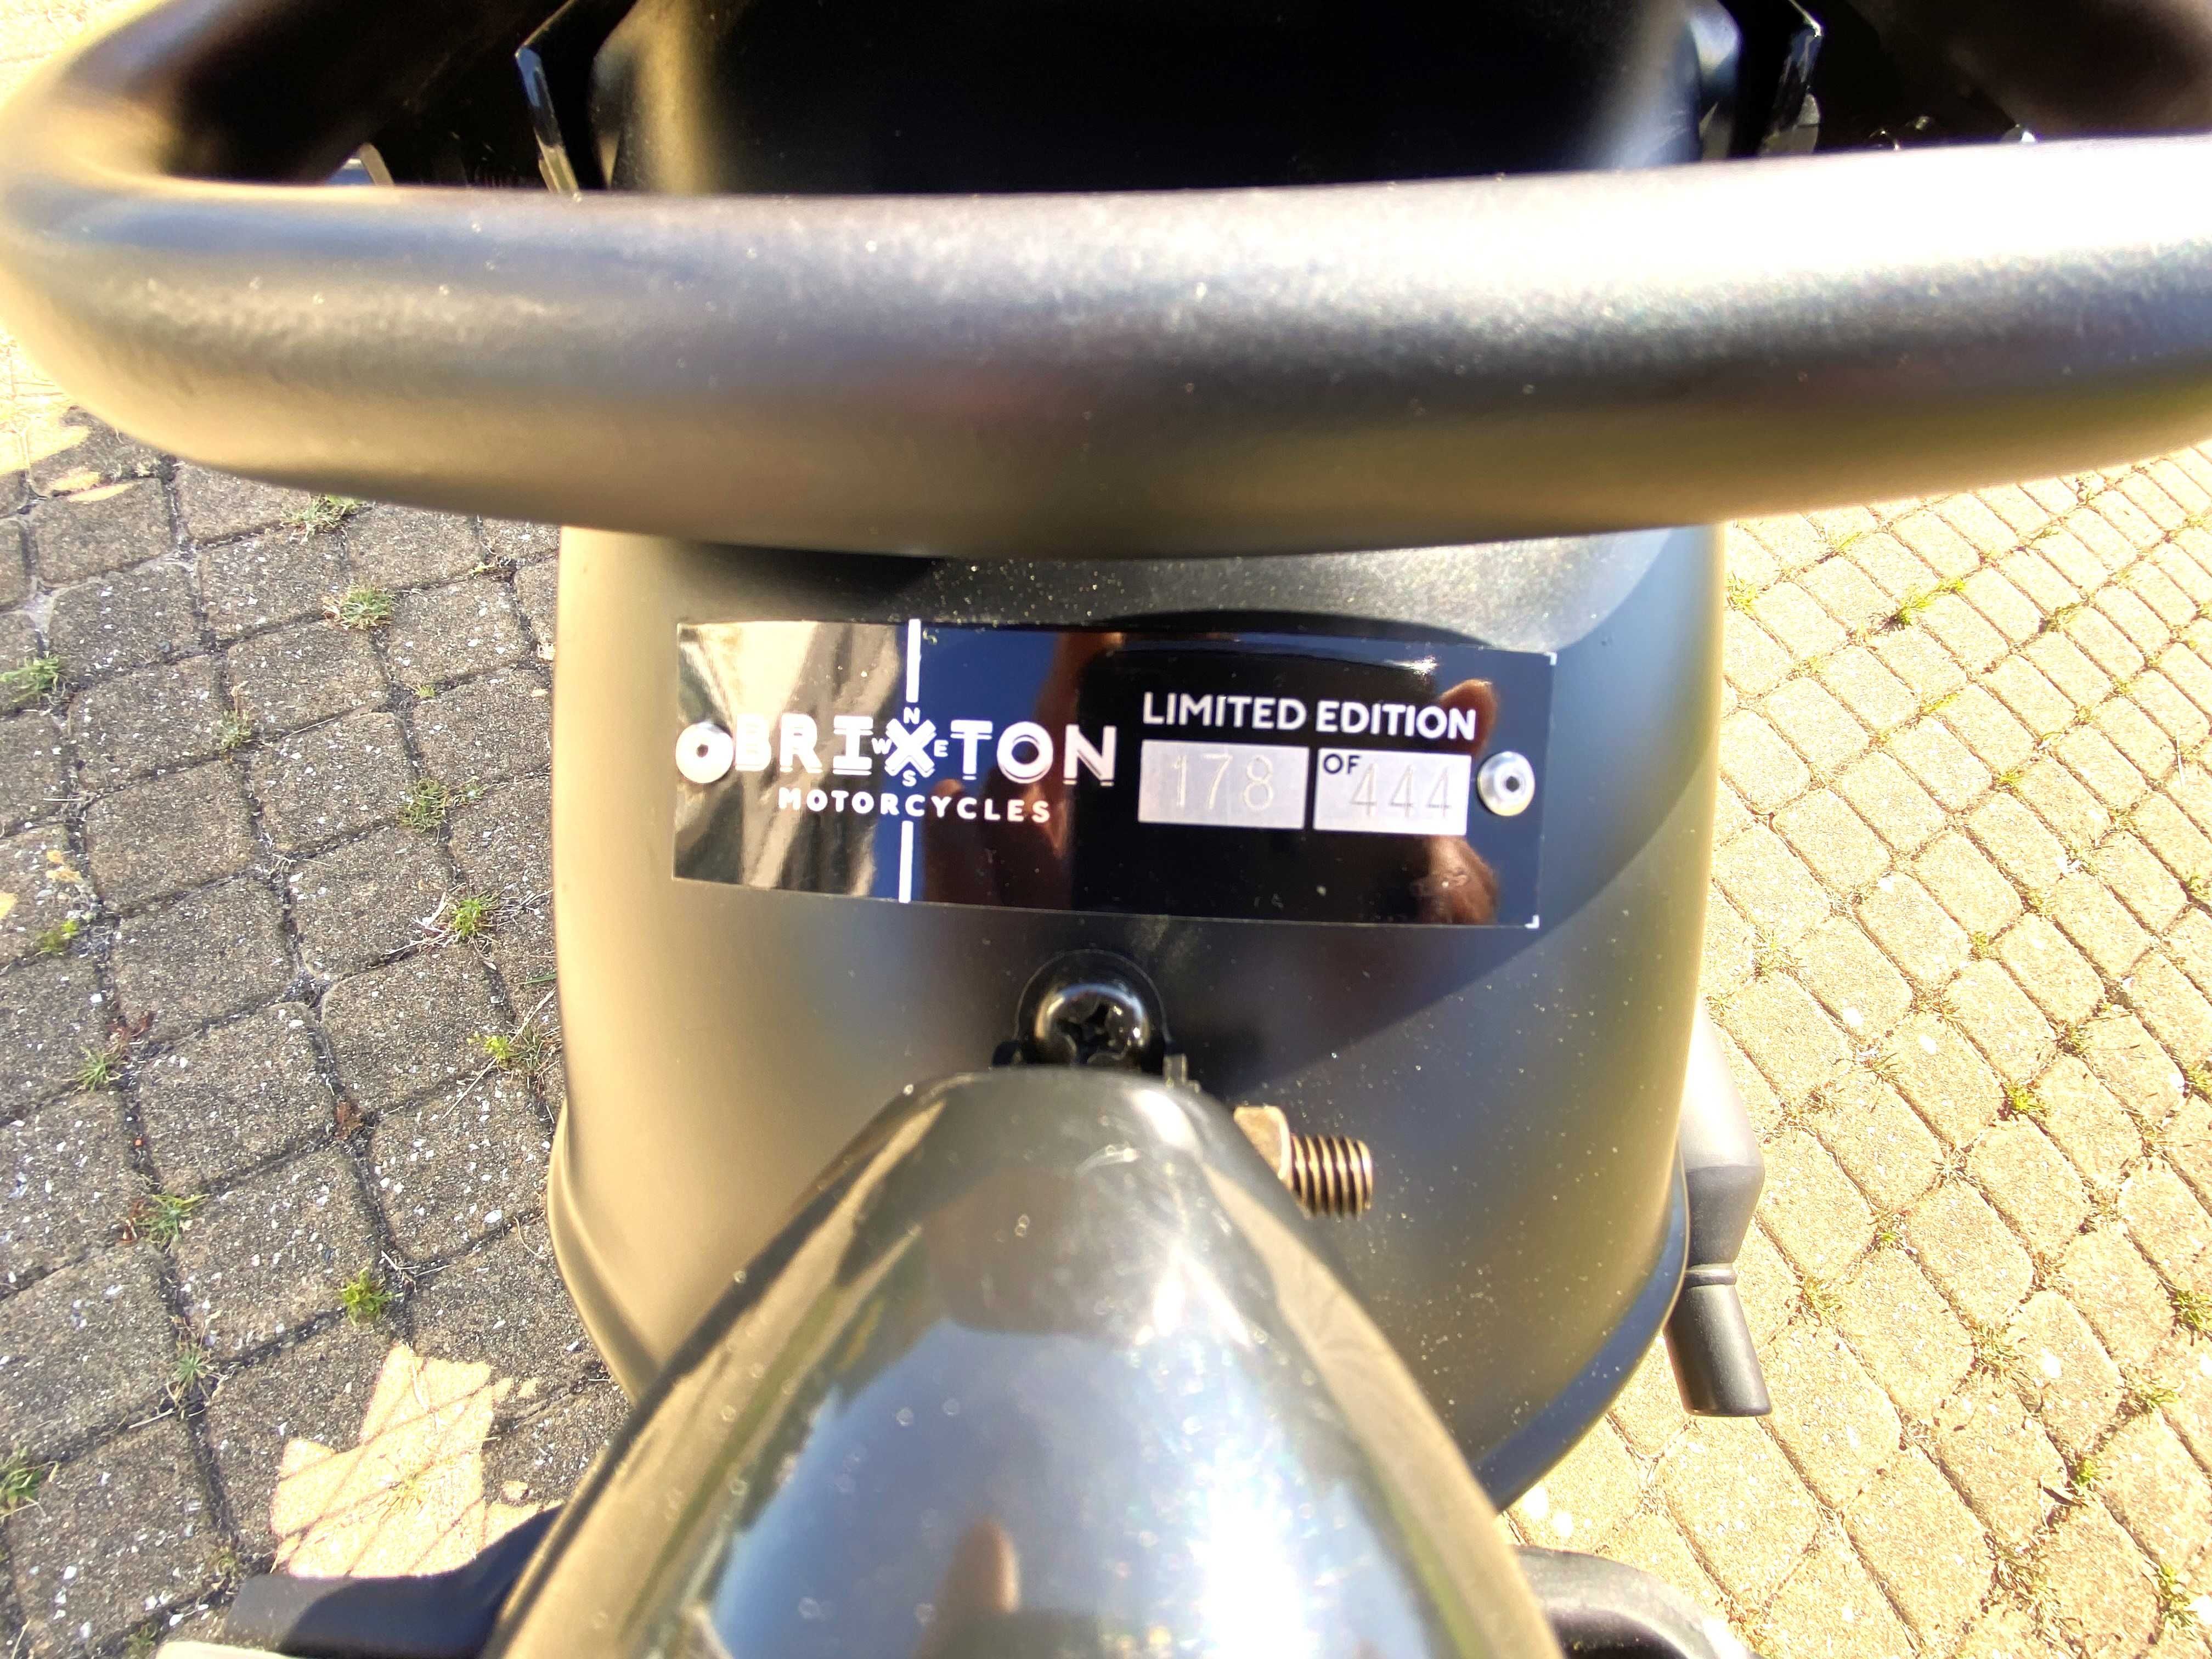 N
BRIXTON
W E
S
MOTORCYCLES
LIMITED EDITION
178 OF 444